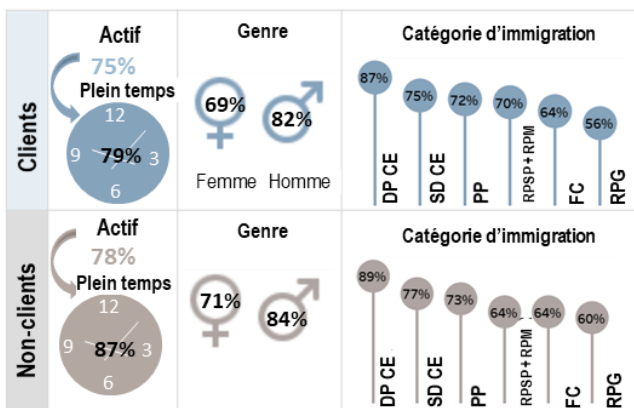 Clients
Actif
75%
Plein temps
12
9
79%
3
6
Genre
69%
82%
Femme
Homme
Catégorie d’immigration
87%
75%
72%
70%
64%
56%
DP CE
SD CE
PP
RPSP + RPM
FC
RPG
Non-clients
Actif
78%
Plein temps
12
9
87%
3
6
Genre
71%
84%
Catégorie d’immigration
89%
77%
73%
64%
64%
60%
DP CE
SD CE
PP
RPSP+ RPM
FC
RPG